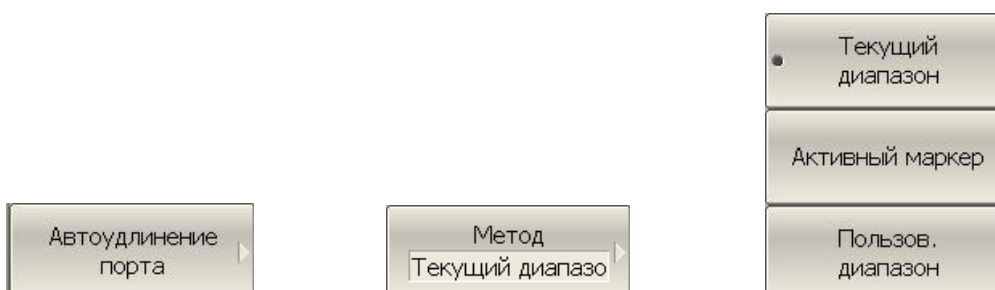 Автоудлинение
порта
Метод
Текущий диапазо
Текущий
диапазон
Активный маркер
Пользов.
диапазон